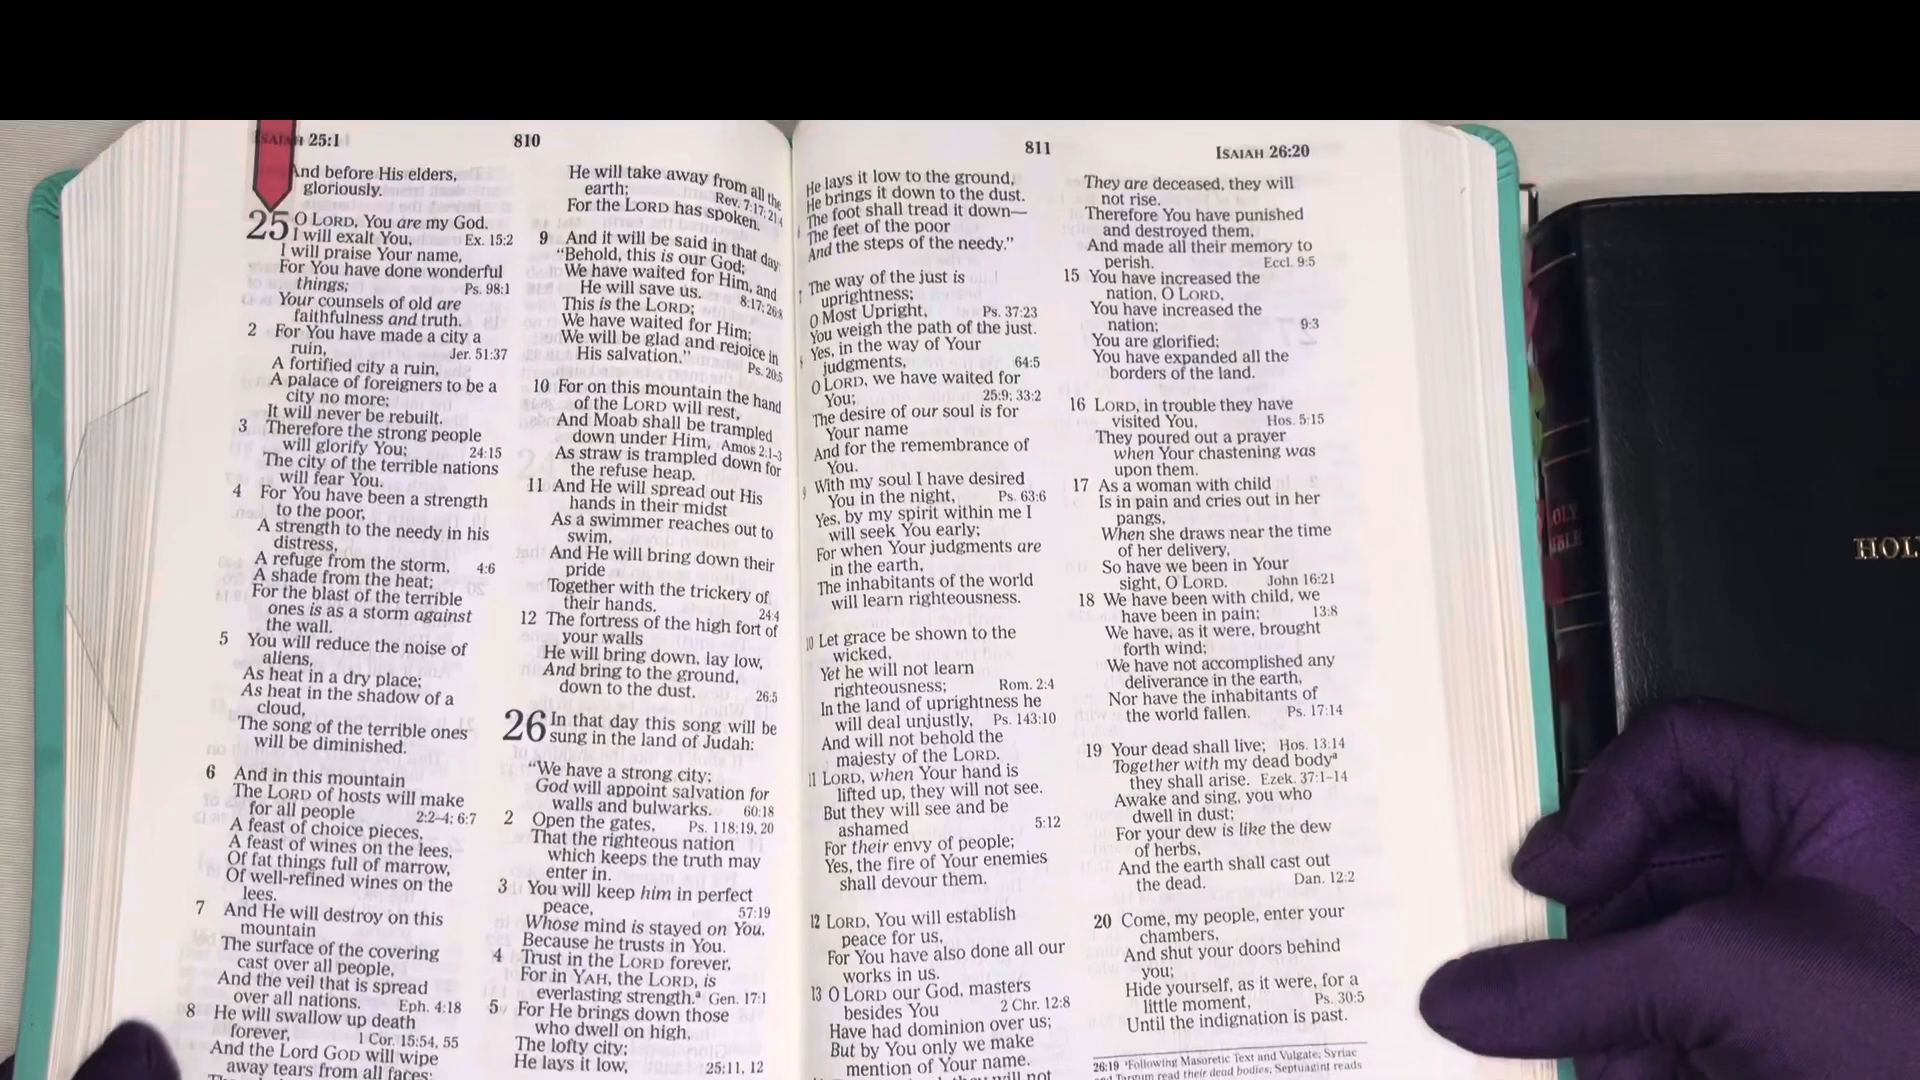 ISAIAH 25:1
810
And before His elders,
gloriously.
25 O LORD, You are my God.
I will exalt You,
Ex. 15:2
I will praise Your name,
For You have done wonderful
things;
Ps. 98:1
Your counsels of old are
faithfulness and truth.
2 For You have made a city a
ruin,
Jer. 51:37
A fortified city a ruin,
A palace of foreigners to be a
city no more;
It will never be rebuilt.
3 Therefore the strong people
will glorify You;
24:15
The city of the terrible nations
will fear You.
4 For You have been a strength
to the poor,
A strength to the needy in his
distress,
A refuge from the storm,
4:6
A shade from the heat;
For the blast of the terrible
ones is as a storm against
the wall.
5 You will reduce the noise of
aliens,
As heat in a dry place;
As heat in the shadow of a
cloud,
The song of the terrible ones
will be diminished.
6 And in this mountain
The LORD of hosts will make
for all people
2:2–4; 6:7
A feast of choice pieces,
A feast of wines on the lees,
Of fat things full of marrow,
Of well-refined wines on the
lees.
7 And He will destroy on this
mountain
The surface of the covering
cast over all people,
And the veil that is spread
over all nations.
Eph. 4:18
8 He will swallow up death
forever,
1 Cor. 15:54, 55
And the Lord GOD will wipe
away tears from all faces;
He will take away from all the
earth;
Rev. 7:17; 21:4
For the LORD has spoken.
9 And it will be said in that day:
"Behold, this is our God;
We have waited for Him, and
He will save us.
8:17; 26:8
This is the LORD;
We have waited for Him;
We will be glad and rejoice in
His salvation."
Ps. 20:5
10 For on this mountain the hand
of the LORD will rest,
And Moab shall be trampled
down under Him,
Amos 2:1–3
As straw is trampled down for
the refuse heap.
11 And He will spread out His
hands in their midst
As a swimmer reaches out to
swim,
And He will bring down their
pride
Together with the trickery of
their hands.
24:4
12 The fortress of the high fort of
your walls
He will bring down, lay low,
And bring to the ground,
down to the dust.
26:5
26 In that day this song will be
sung in the land of Judah:
"We have a strong city;
God will appoint salvation for
walls and bulwarks.
60:18
2 Open the gates,
Ps. 118:19, 20
That the righteous nation
which keeps the truth may
enter in.
3 You will keep him in perfect
peace,
57:19
Whose mind is stayed on You,
Because he trusts in You.
4 Trust in the LORD forever,
For in YAH, the LORD, is
everlasting strength.a
Gen. 17:1
5 For He brings down those
who dwell on high,
The lofty city;
He lays it low,
25:11, 12
811
ISAIAH 26:20
He lays it low to the ground,
He brings it down to the dust.
The foot shall tread it down—
The feet of the poor
And the steps of the needy."
7 The way of the just is
uprightness;
O Most Upright,
Ps. 37:23
You weigh the path of the just.
Yes, in the way of Your
judgments,
64:5
O LORD, we have waited for
You;
25:9; 33:2
The desire of our soul is for
Your name
And for the remembrance of
You.
9 With my soul I have desired
You in the night,
Ps. 63:6
Yes, by my spirit within me I
will seek You early;
For when Your judgments are
in the earth,
The inhabitants of the world
will learn righteousness.
10 Let grace be shown to the
wicked,
Yet he will not learn
righteousness;
Rom. 2:4
In the land of uprightness he
will deal unjustly,
Ps. 143:10
And will not behold the
majesty of the LORD.
11 LORD, when Your hand is
lifted up, they will not see.
But they will see and be
ashamed
5:12
For their envy of people;
Yes, the fire of Your enemies
shall devour them.
12 LORD, You will establish
peace for us,
For You have also done all our
works in us.
13 O LORD our God, masters
besides You
2 Chr. 12:8
Have had dominion over us;
But by You only we make
mention of Your name.
will not
They are deceased, they will
not rise.
Therefore You have punished
and destroyed them,
And made all their memory to
perish.
Eccl. 9:5
15 You have increased the
nation, O LORD,
You have increased the
nation;
9:3
You are glorified;
You have expanded all the
borders of the land.
16 LORD, in trouble they have
visited You,
Hos. 5:15
They poured out a prayer
when Your chastening was
upon them.
17 As a woman with child
Is in pain and cries out in her
pangs,
When she draws near the time
of her delivery,
So have we been in Your
sight, O LORD.
John 16:21
18 We have been with child, we
have been in pain;
13:8
We have, as it were, brought
forth wind;
We have not accomplished any
deliverance in the earth,
Nor have the inhabitants of
the world fallen.
Ps. 17:14
19 Your dead shall live;
Hos. 13:14
Together with my dead bodya
they shall arise.
Ezek. 37:1–14
Awake and sing, you who
dwell in dust;
For your dew is like the dew
of herbs,
And the earth shall cast out
the dead.
Dan. 12:2
20 Come, my people, enter your
chambers,
And shut your doors behind
you;
Hide yourself, as it were, for a
little moment,
Ps. 30:5
Until the indignation is past.
26:19 aFollowing Masoretic Text and Vulgate; Syriac
and Targum read their dead bodies; Septuagint reads
HOLY
BIBLE
HOL